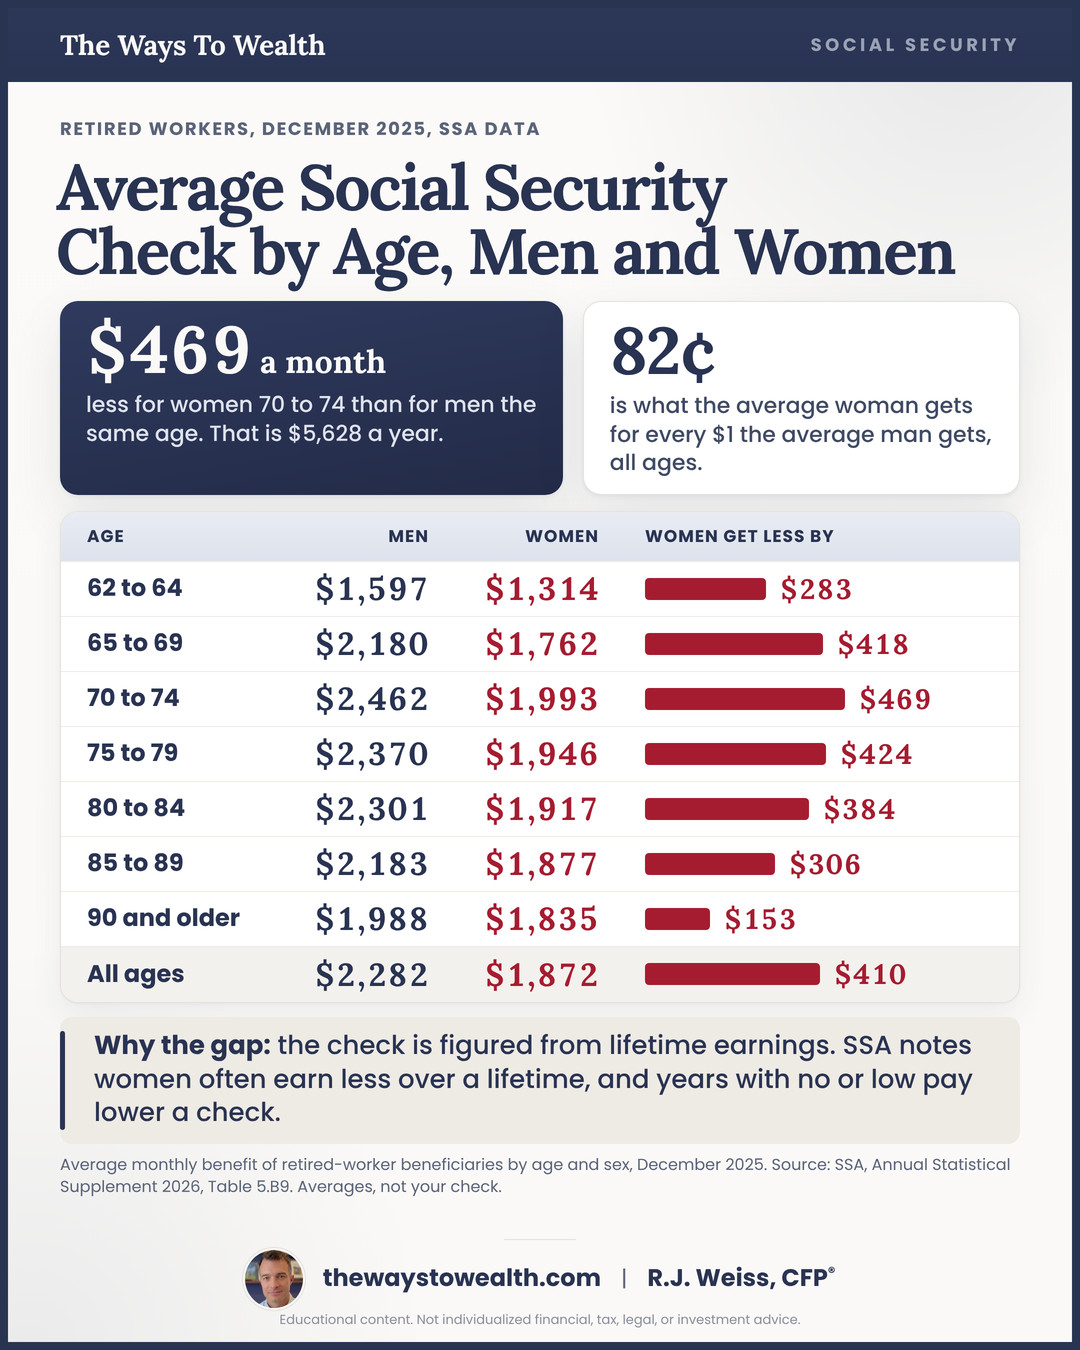 The Ways To Wealth
SOCIAL SECURITY
RETIRED WORKERS, DECEMBER 2025, SSA DATA
Average Social Security
Check by Age, Men and Women
$469 a month
less for women 70 to 74 than for men the
same age. That is $5,628 a year.
82¢
is what the average woman gets
for every $1 the average man gets,
all ages.
AGE MEN WOMEN WOMEN GET LESS BY
62 to 64 $1,597 $1,314 $283
65 to 69 $2,180 $1,762 $418
70 to 74 $2,462 $1,993 $469
75 to 79 $2,370 $1,946 $424
80 to 84 $2,301 $1,917 $384
85 to 89 $2,183 $1,877 $306
90 and older $1,988 $1,835 $153
All ages $2,282 $1,872 $410
Why the gap: the check is figured from lifetime earnings. SSA notes
women often earn less over a lifetime, and years with no or low pay
lower a check.
Average monthly benefit of retired-worker beneficiaries by age and sex, December 2025. Source: SSA, Annual Statistical
Supplement 2026, Table 5.B9. Averages, not your check.
thewaystowealth.com | R.J. Weiss, CFP®
Educational content. Not individualized financial, tax, legal, or investment advice.